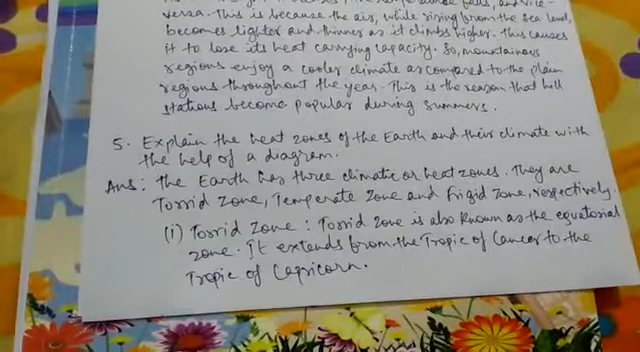 falls, and vice-
versa. This is because the air, while rising from the sea level,
becomes lighter and thinner as it climbs higher. This causes
it to lose its heat carrying capacity. So, mountainous
regions enjoy a cooler climate as compared to the plain
regions throughout the year. This is the reason that hill
stations become popular during summers.
5. Explain the heat zones of the Earth and their climate with
the help of a diagram.
Ans: The Earth has three climatic or heat zones. They are
Torrid Zone, Temperate Zone and Frigid Zone, respectively.
(i) Torrid Zone: Torrid Zone is also known as the equatorial
zone. It extends from the Tropic of Cancer to the
Tropic of Capricorn.